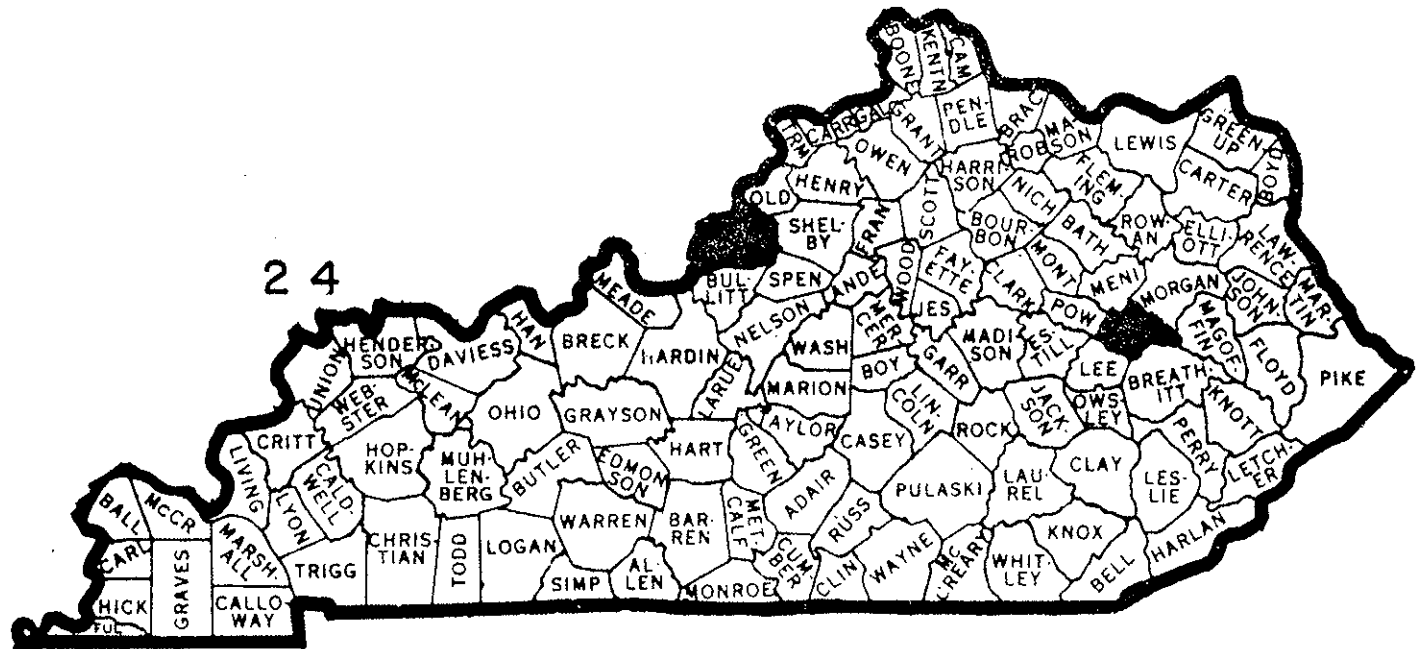 BOONE
KENTN
CAM
PEN-
DLE
GRANT
BRAC
ROB
MA-
SON
LEWIS
GREEN-
UP
BOYD
TRM
CARR
GAL
OWEN
HARRI-
SON
FLEM-
ING
CARTER
OLD
HENRY
SCOTT
NICH
ROW-
AN
ELLI-
OTT
LAW-
RENCE
SHEL-
BY
FRAN
BOUR-
BON
BATH
24
BUL-
LITT
SPEN
ANDE
WOOD
FAY-
ETTE
CLARK
MONT
MENI
MORGAN
JOHN-
SON
MAR-
TIN
MEADE
HAN
BRECK
HARDIN
NELSON
WASH
MER-
CER
JES
MADI-
SON
ES-
TILL
POW
MAGOF-
FIN
FLOYD
PIKE
UNION
HENDER-
SON
DAVIESS
WEB-
STER
McLEAN
OHIO
GRAYSON
LARUE
MARION
BOY
GARR
LEE
BREATH-
ITT
KNOTT
CRITT
HOP-
KINS
MUH-
LEN-
BERG
BUTLER
EDMON
SON
HART
GREEN
AYLOR
CASEY
LIN-
COLN
ROCK
JACK-
SON
OWS-
LEY
PERRY
LETCH-
ER
LIVING
LYON
CALD-
WELL
WARREN
BAR-
REN
MET-
CALF
ADAIR
RUSS
PULASKI
LAU-
REL
CLAY
LES-
LIE
BALL
McCR
CARL
MARSH-
ALL
TRIGG
CHRIS-
TIAN
TODD
LOGAN
SIMP
AL-
LEN
MONROE
CUM-
BER
CLIN
WAYNE
MC
CREARY
WHIT-
LEY
KNOX
BELL
HARLAN
HICK
FUL
GRAVES
CALLO-
WAY